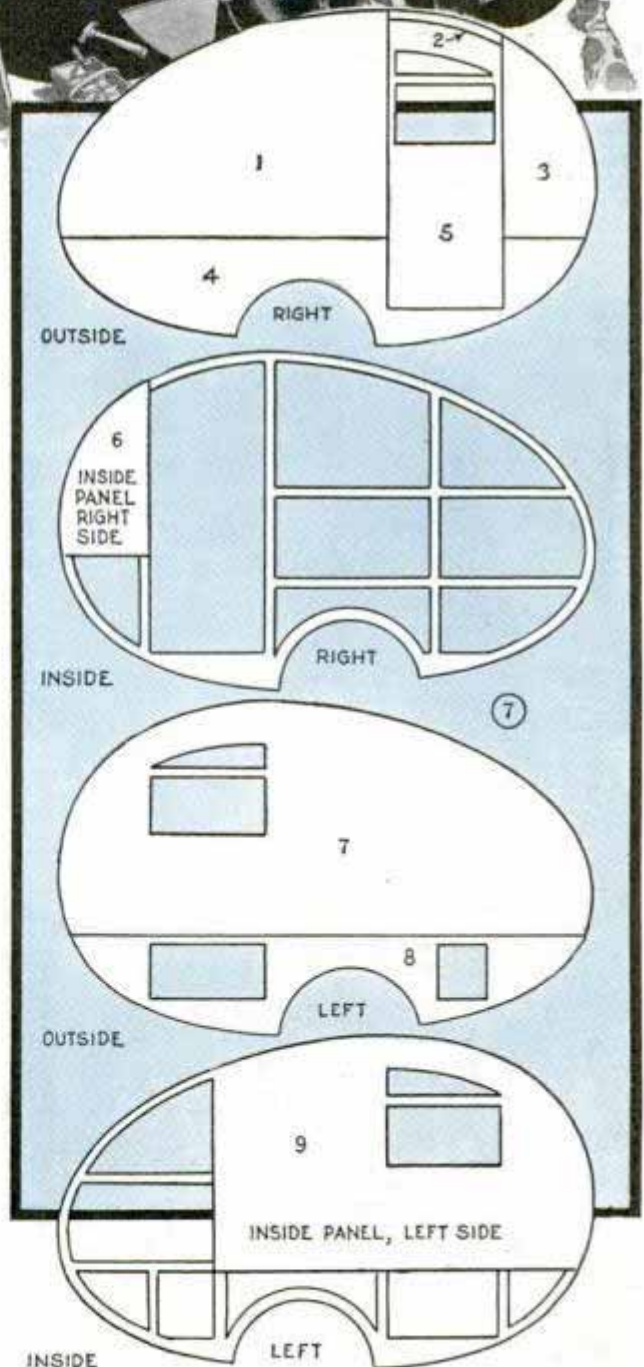 2
1
3
5
4
RIGHT
OUTSIDE
6
INSIDE
PANEL
RIGHT
SIDE
RIGHT
INSIDE
7
7
8
LEFT
OUTSIDE
9
INSIDE PANEL, LEFT SIDE
LEFT
INSIDE